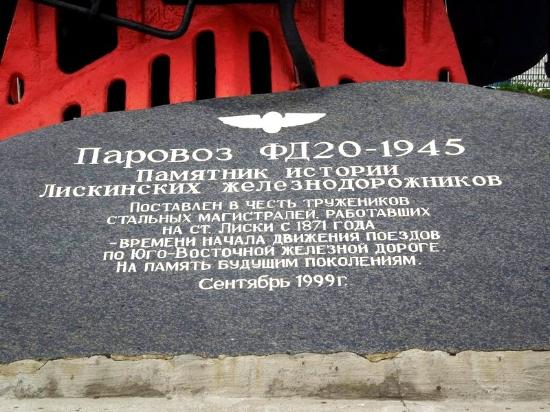 Паровоз ФД20-1945
Памятник истории
Лискинских железнодорожников
Поставлен в честь тружеников
стальных магистралей, работавших
на ст. Лиски с 1871 года
-времени начала движения поездов
по Юго-Восточной железной дороге.
На память будущим поколениям.
Сентябрь 1999г.